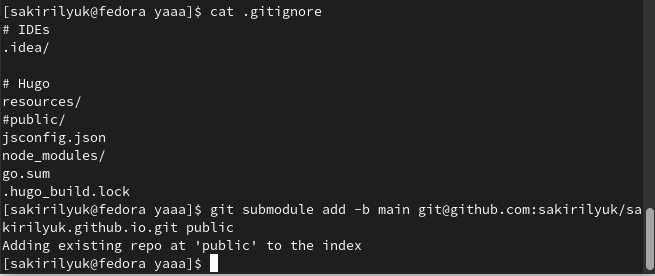 [sakirilyuk@fedora yaaa]$ cat .gitignore
# IDEs
.idea/

# Hugo
resources/
#public/
jsconfig.json
node_modules/
go.sum
.hugo_build.lock
[sakirilyuk@fedora yaaa]$ git submodule add -b main git@github.com:sakirilyuk/sa
kirilyuk.github.io.git public
Adding existing repo at 'public' to the index
[sakirilyuk@fedora yaaa]$